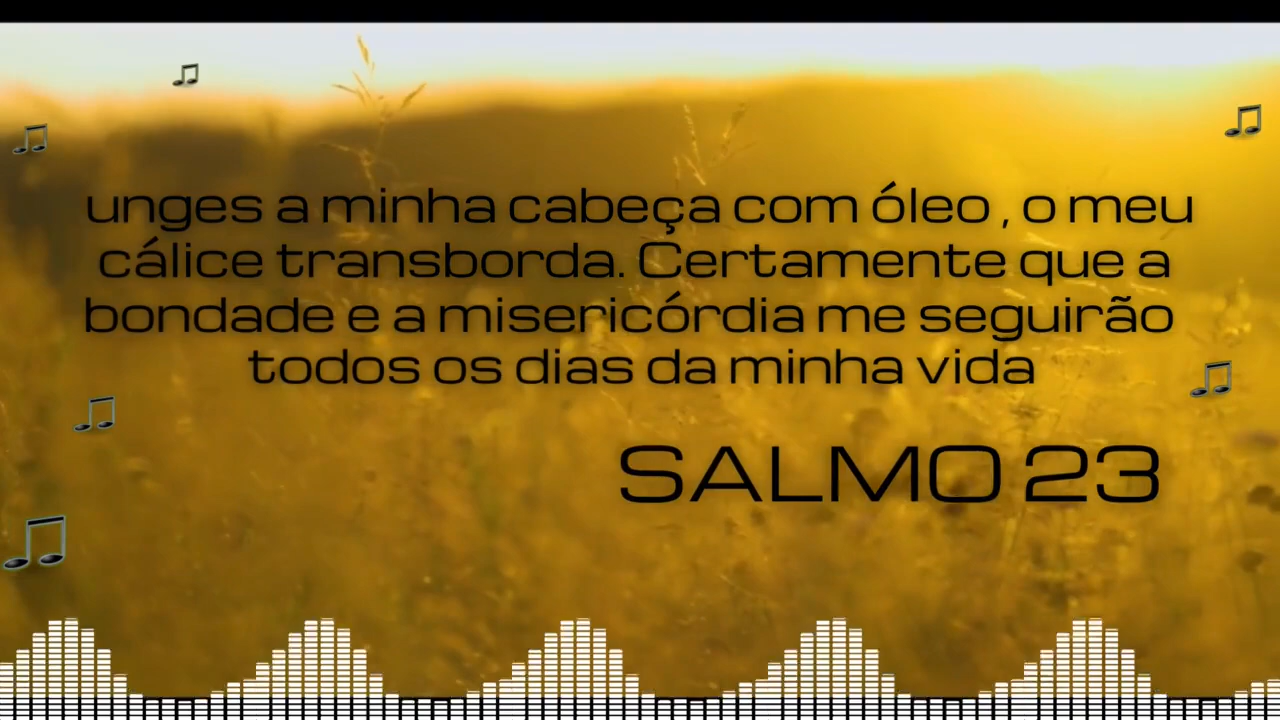 unges a minha cabeça com óleo , o meu
cálice transborda. Certamente que a
bondade e a misericórdia me seguirão
todos os dias da minha vida
SALMO 23